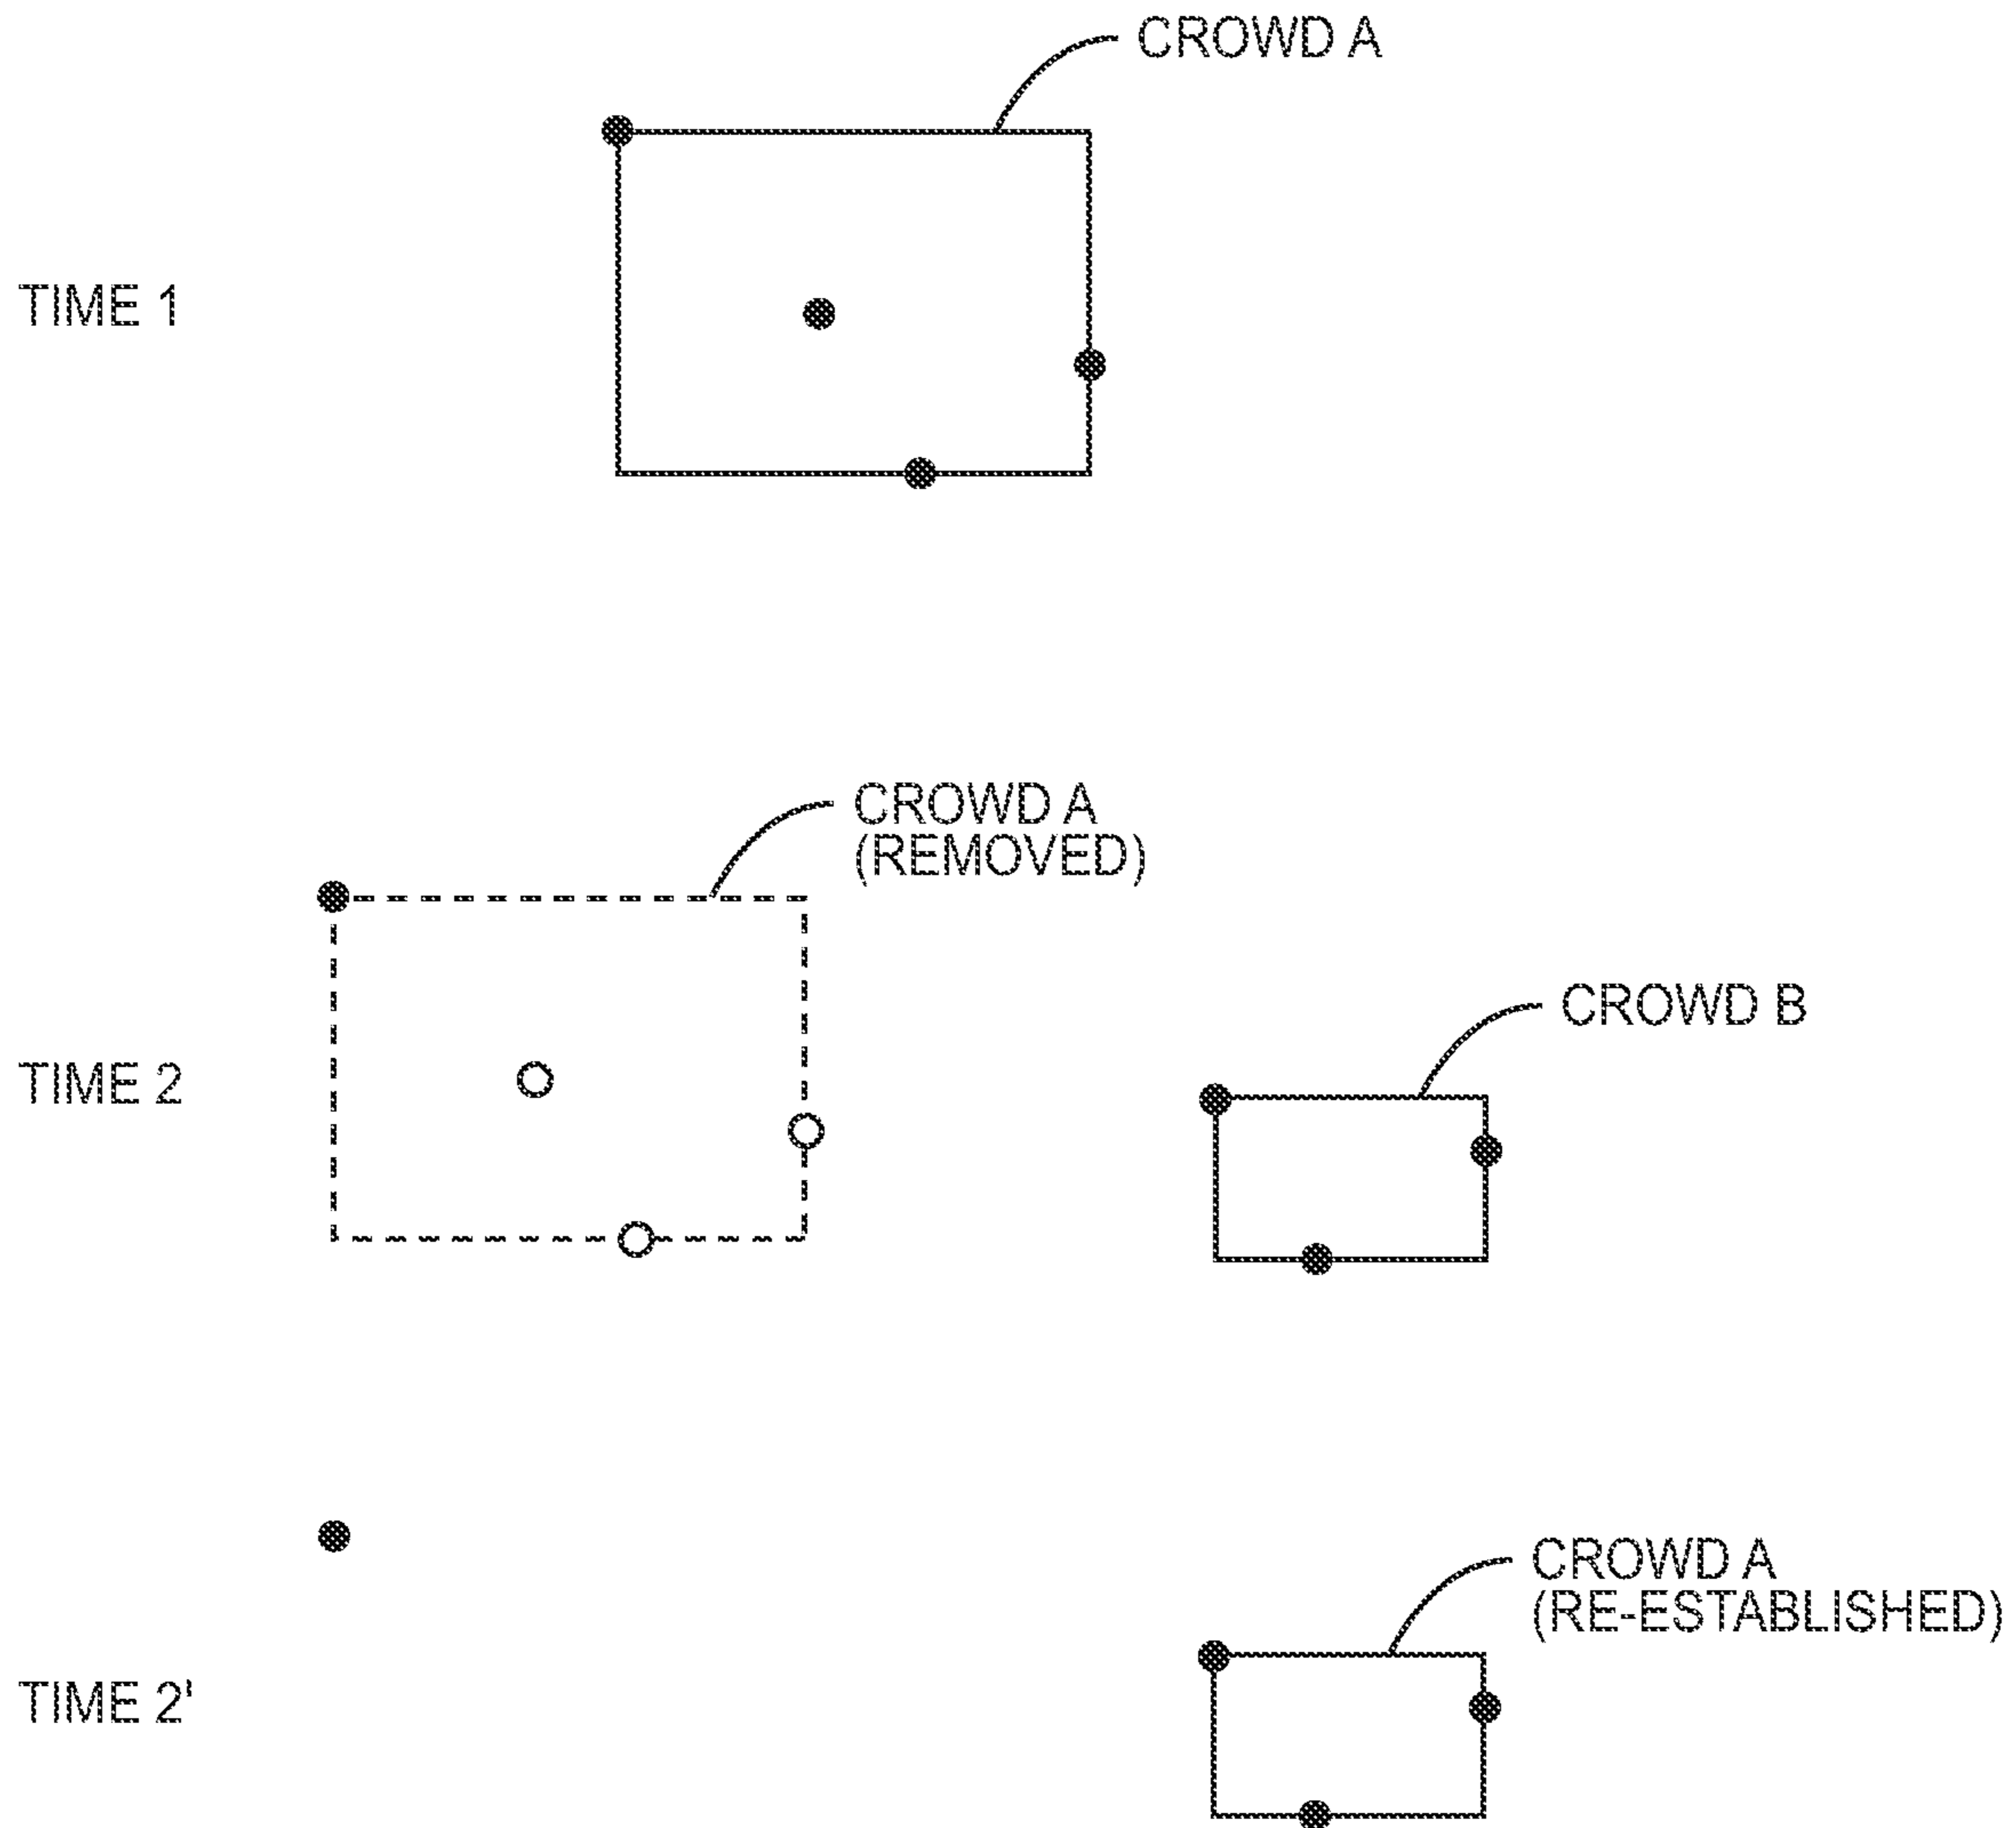 CROWD A
TIME 1
CROWD A
(REMOVED)
CROWD B
TIME 2
CROWD A
(RE-ESTABLISHED)
TIME 2'